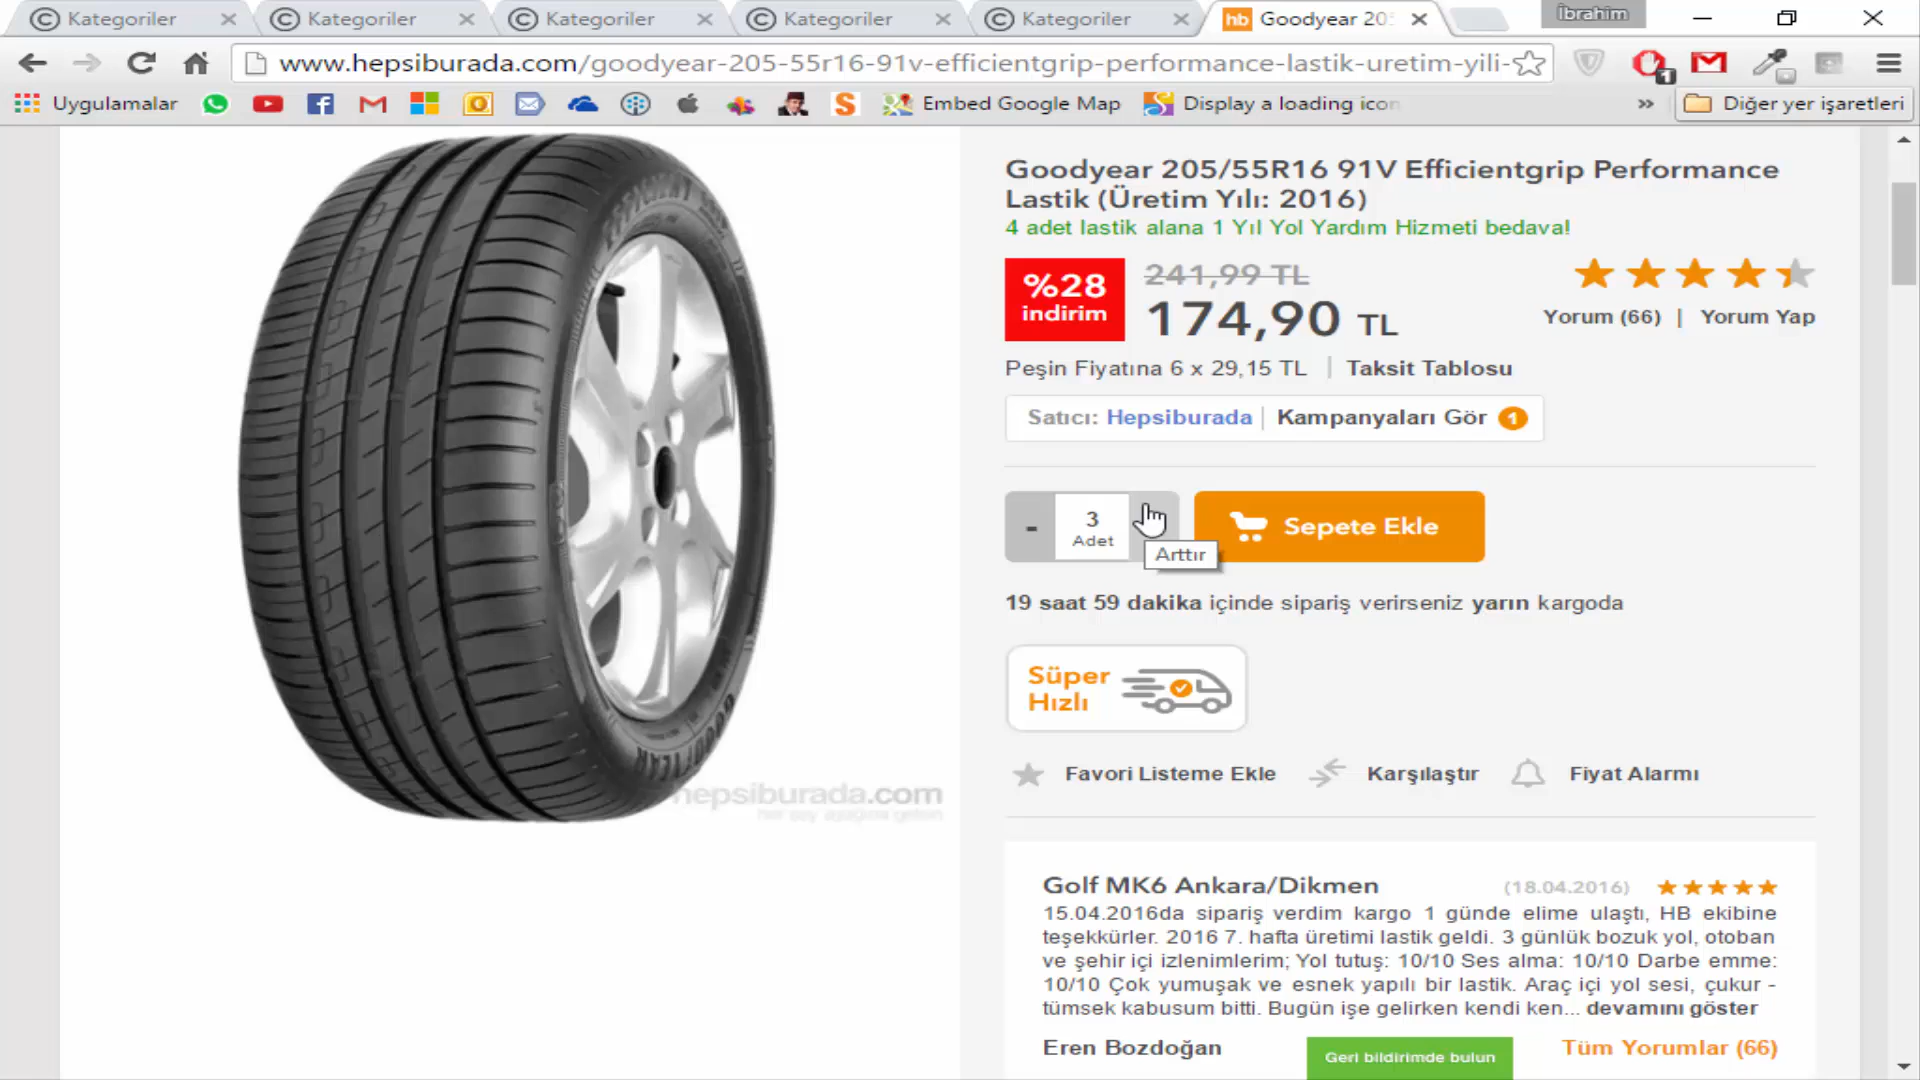 Kategoriler
Kategoriler
Kategoriler
Kategoriler
Kategoriler
hb Goodyear 205
İbrahim
www.hepsiburada.com/goodyear-205-55r16-91v-efficientgrip-performance-lastik-uretim-yili-
1
Uygulamalar
Embed Google Map
Display a loading icon
»
Diğer yer işaretleri
Goodyear 205/55R16 91V Efficientgrip Performance
Lastik (Üretim Yılı: 2016)
4 adet lastik alana 1 Yıl Yol Yardım Hizmeti bedava!
%28
indirim
241,99 TL
174,90 TL
Yorum (66) | Yorum Yap
Peşin Fiyatına 6 x 29,15 TL | Taksit Tablosu
Satıcı: Hepsiburada | Kampanyaları Gör 1
-
3
Adet
Arttır
Sepete Ekle
19 saat 59 dakika içinde sipariş verirseniz yarın kargoda
Süper
Hızlı
Favori Listeme Ekle
Karşılaştır
Fiyat Alarmı
hepsiburada.com
Golf MK6 Ankara/Dikmen
(18.04.2016)
15.04.2016da sipariş verdim kargo 1 günde elime ulaştı, HB ekibine
teşekkürler. 2016 7. hafta üretimi lastik geldi. 3 günlük bozuk yol, otoban
ve şehir içi izlenimlerim; Yol tutuş: 10/10 Ses alma: 10/10 Darbe emme:
10/10 Çok yumuşak ve esnek yapılı bir lastik. Araç içi yol sesi, çukur -
tümsek kabusum bitti. Bugün işe gelirken kendi ken... devamını göster
Eren Bozdoğan
Geri bildirimde bulun
Tüm Yorumlar (66)